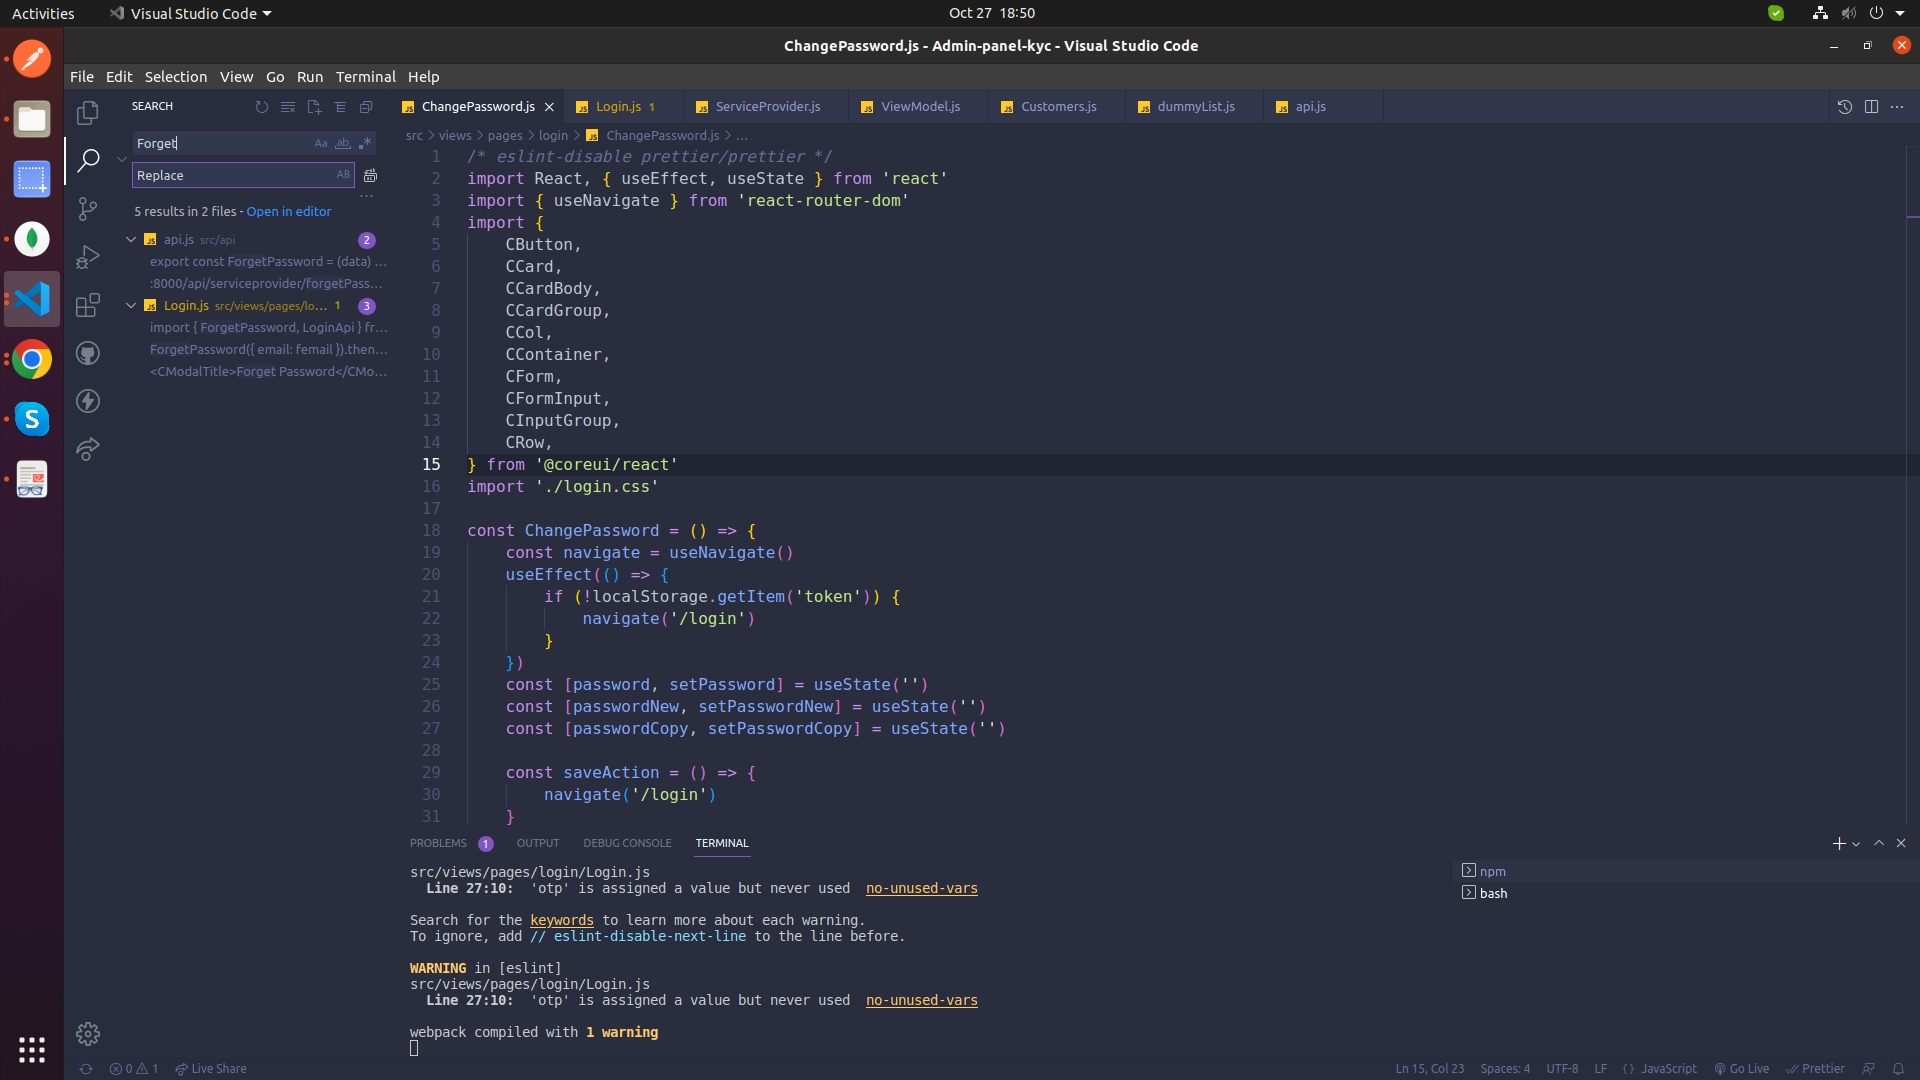 Activities
Visual Studio Code
Oct 27 18:50
ChangePassword.js - Admin-panel-kyc - Visual Studio Code
File Edit Selection View Go Run Terminal Help
SEARCH
Forget
Aa ab .*
Replace
AB
...
5 results in 2 files - Open in editor
JS api.js src/api 2
export const ForgetPassword = (data) ...
:8000/api/serviceprovider/forgetPass...
JS Login.js src/views/pages/lo... 1 3
import { ForgetPassword, LoginApi } fr...
ForgetPassword({ email: femail }).then...
<CModalTitle>Forget Password</CMo...
JS ChangePassword.js
JS Login.js 1
JS ServiceProvider.js
JS ViewModel.js
JS Customers.js
JS dummyList.js
JS api.js
src > views > pages > login > JS ChangePassword.js > ...
1 /* eslint-disable prettier/prettier */
2 import React, { useEffect, useState } from 'react'
3 import { useNavigate } from 'react-router-dom'
4 import {
5 CButton,
6 CCard,
7 CCardBody,
8 CCardGroup,
9 CCol,
10 CContainer,
11 CForm,
12 CFormInput,
13 CInputGroup,
14 CRow,
15 } from '@coreui/react'
16 import './login.css'
17
18 const ChangePassword = () => {
19 const navigate = useNavigate()
20 useEffect(() => {
21 if (!localStorage.getItem('token')) {
22 navigate('/login')
23 }
24 })
25 const [password, setPassword] = useState('')
26 const [passwordNew, setPasswordNew] = useState('')
27 const [passwordCopy, setPasswordCopy] = useState('')
28
29 const saveAction = () => {
30 navigate('/login')
31 }
PROBLEMS 1 OUTPUT DEBUG CONSOLE TERMINAL
src/views/pages/login/Login.js
Line 27:10: 'otp' is assigned a value but never used no-unused-vars
Search for the keywords to learn more about each warning.
To ignore, add // eslint-disable-next-line to the line before.
WARNING in [eslint]
src/views/pages/login/Login.js
Line 27:10: 'otp' is assigned a value but never used no-unused-vars
webpack compiled with 1 warning
npm
bash
0 1 Live Share
Ln 15, Col 23 Spaces: 4 UTF-8 LF {} JavaScript Go Live Prettier